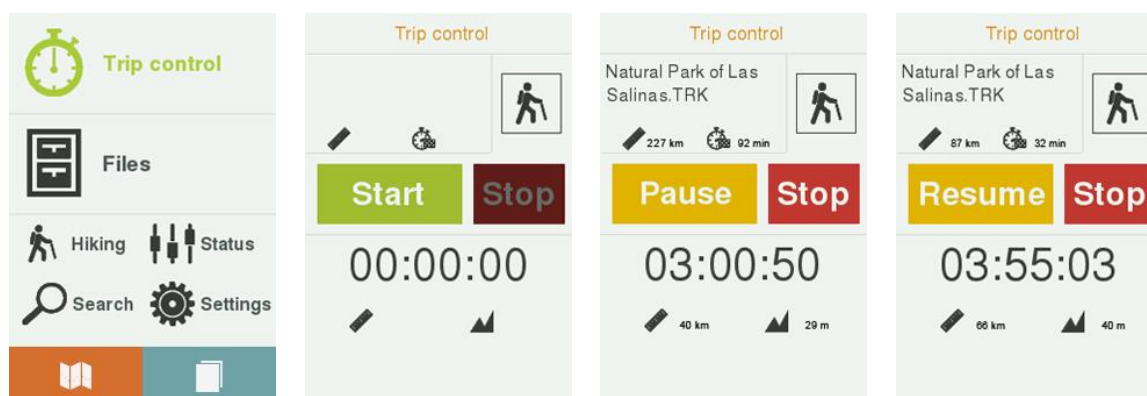 Trip control
Files
Hiking
Status
Search
Settings
Trip control
Start
Stop
00:00:00
Trip control
Natural Park of Las
Salinas.TRK
227 km
92 min
Pause
Stop
03:00:50
40 km
29 m
Trip control
Natural Park of Las
Salinas.TRK
87 km
32 min
Resume
Stop
03:55:03
66 km
40 m